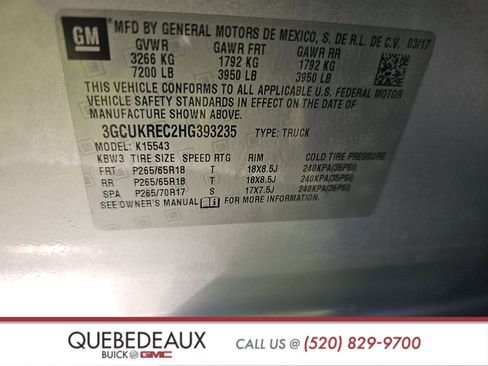 GM
MFD BY GENERAL MOTORS DE MEXICO, S. DE R.L. DE C.V. 03/17
GVWR GAWR FRT GAWR RR
3266 KG 1792 KG 1792 KG
7200 LB 3950 LB 3950 LB
THIS VEHICLE CONFORMS TO ALL APPLICABLE U.S. FEDERAL MOTOR
VEHICLE SAFETY STANDARDS IN EFFECT ON THE DATE OF
MANUFACTURE SHOWN ABOVE.
3GCUKREC2HG393235 TYPE: TRUCK
MODEL: K15543
KBW3 TIRE SIZE SPEED RTG RIM COLD TIRE PRESSURE
FRT P265/65R18 T 18X8.5J 240KPA(35PSI)
RR P265/65R18 T 18X8.5J 240KPA(35PSI)
SPA P265/70R17 S 17X7.5J 240KPA(35PSI)
SEE OWNER'S MANUAL FOR MORE INFORMATION.
QUEBEDEAUX
BUICK GMC
CALL US @ (520) 829-9700